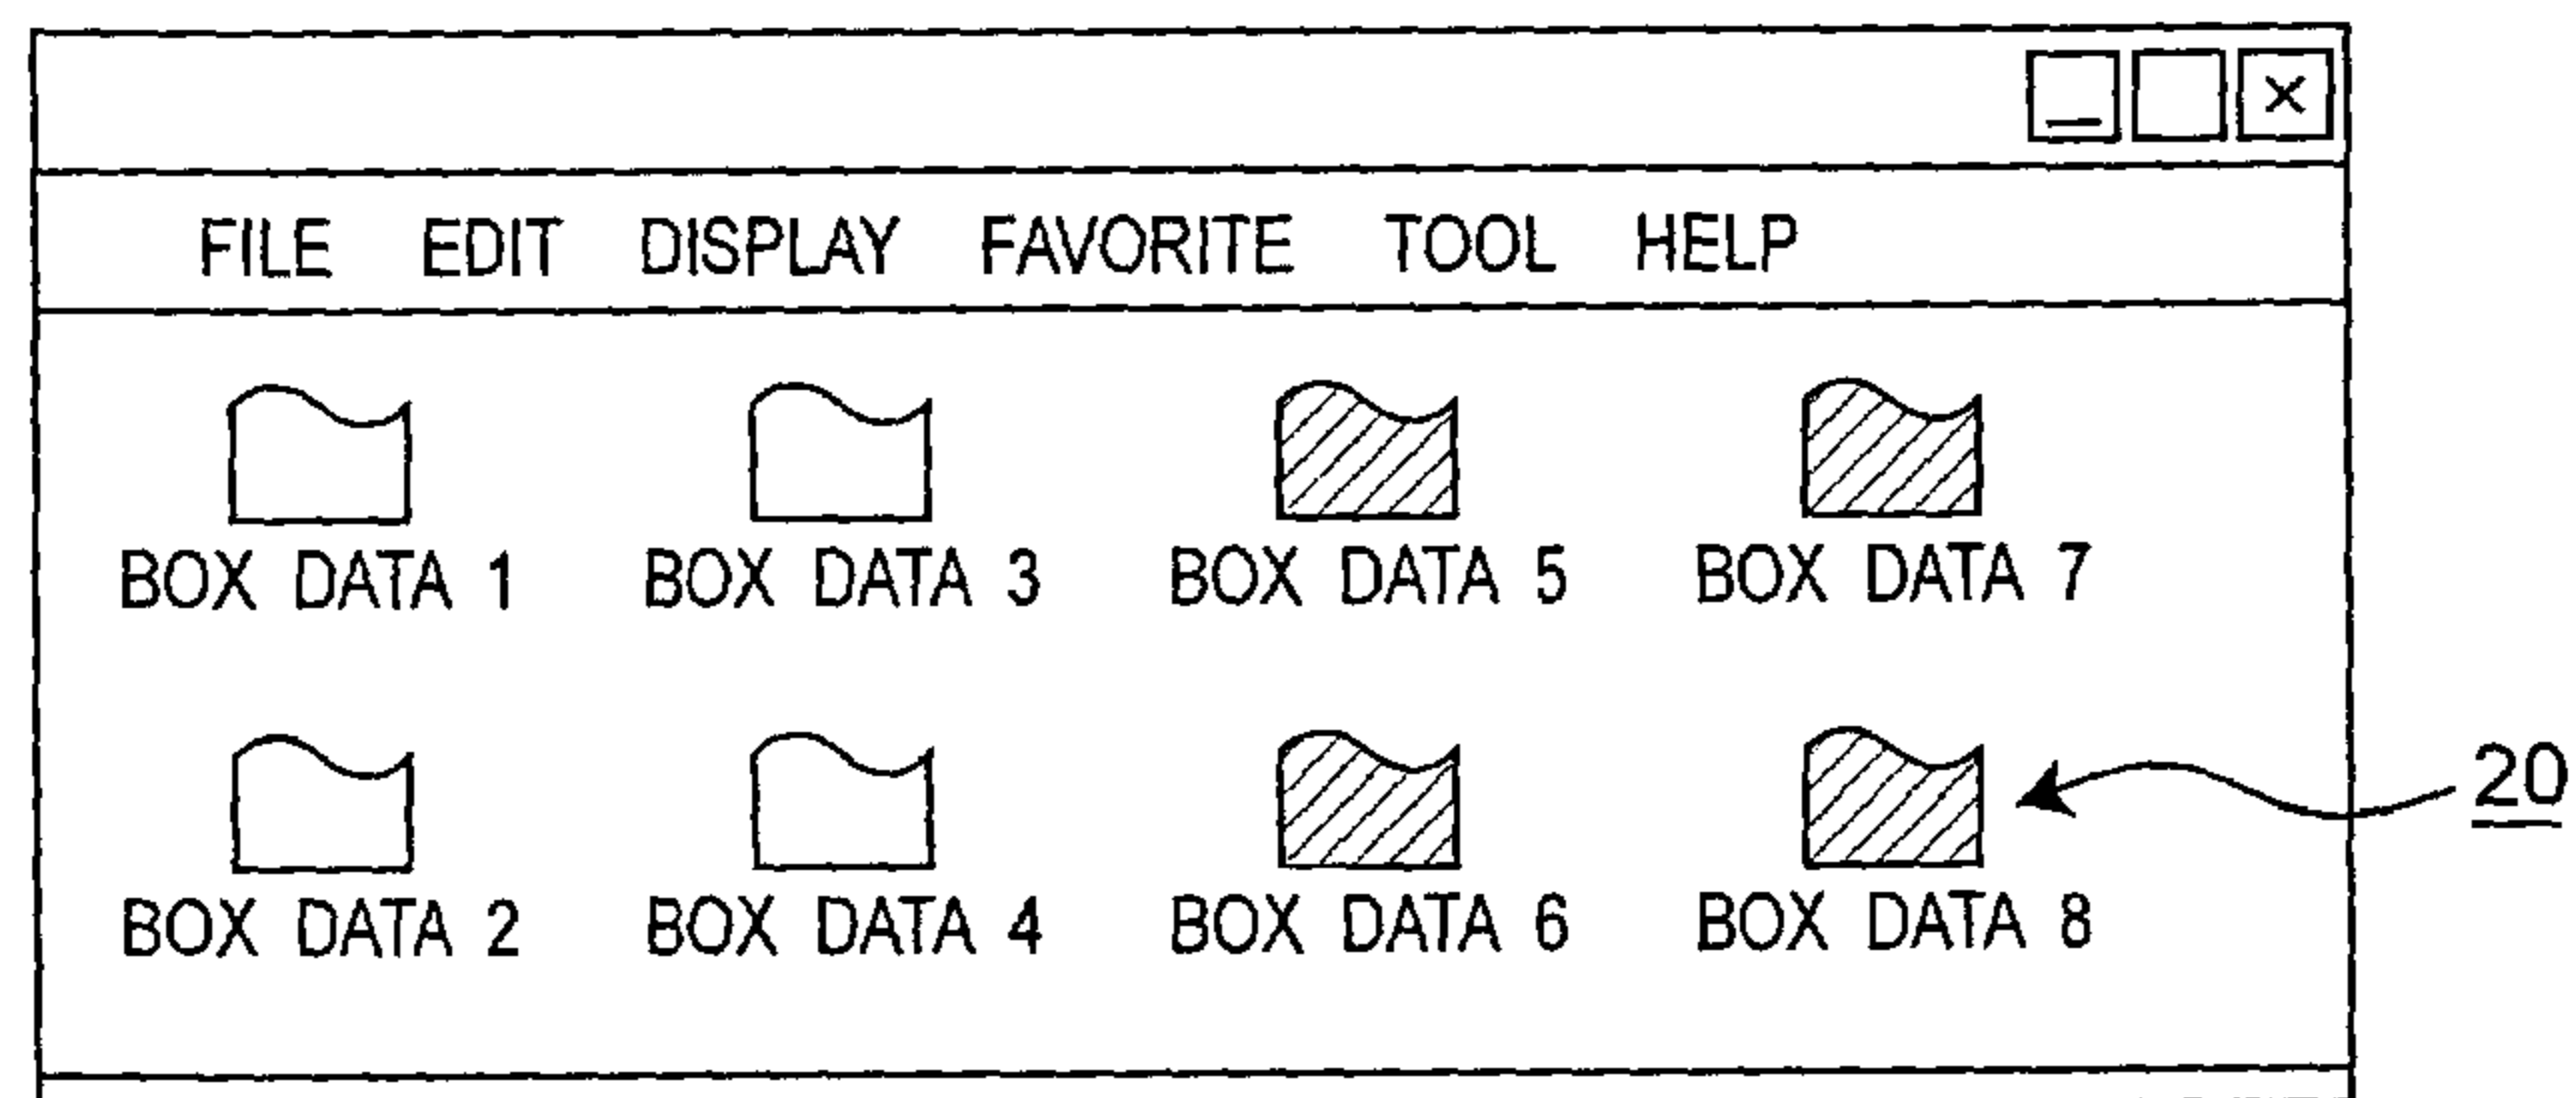 ×
FILE EDIT DISPLAY FAVORITE TOOL HELP
BOX DATA 1 BOX DATA 3 BOX DATA 5 BOX DATA 7
20
BOX DATA 2 BOX DATA 4 BOX DATA 6 BOX DATA 8